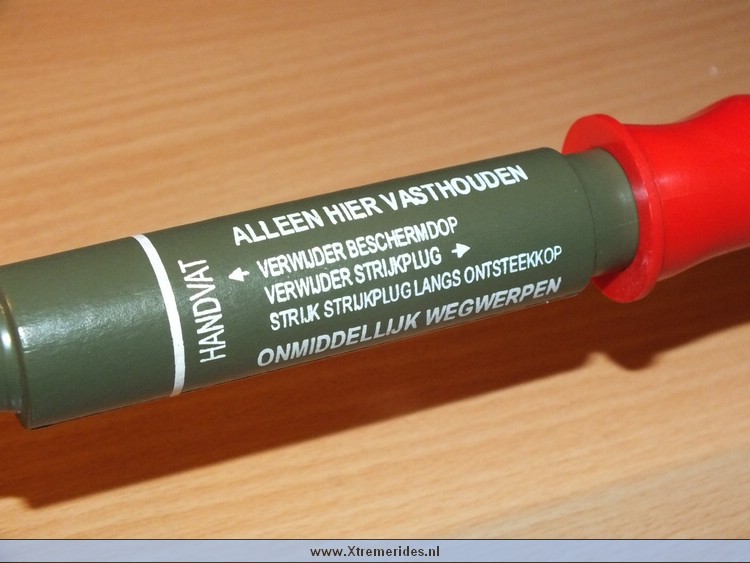 ALLEEN HIER VASTHOUDEN
HANDVAT
VERWIJDER BESCHERMDOP
VERWIJDER STRIJKPLUG
STRIJK STRIJKPLUG LANGS ONTSTEEKKOP
ONMIDDELLIJK WEGWERPEN
www.Xtremerides.nl